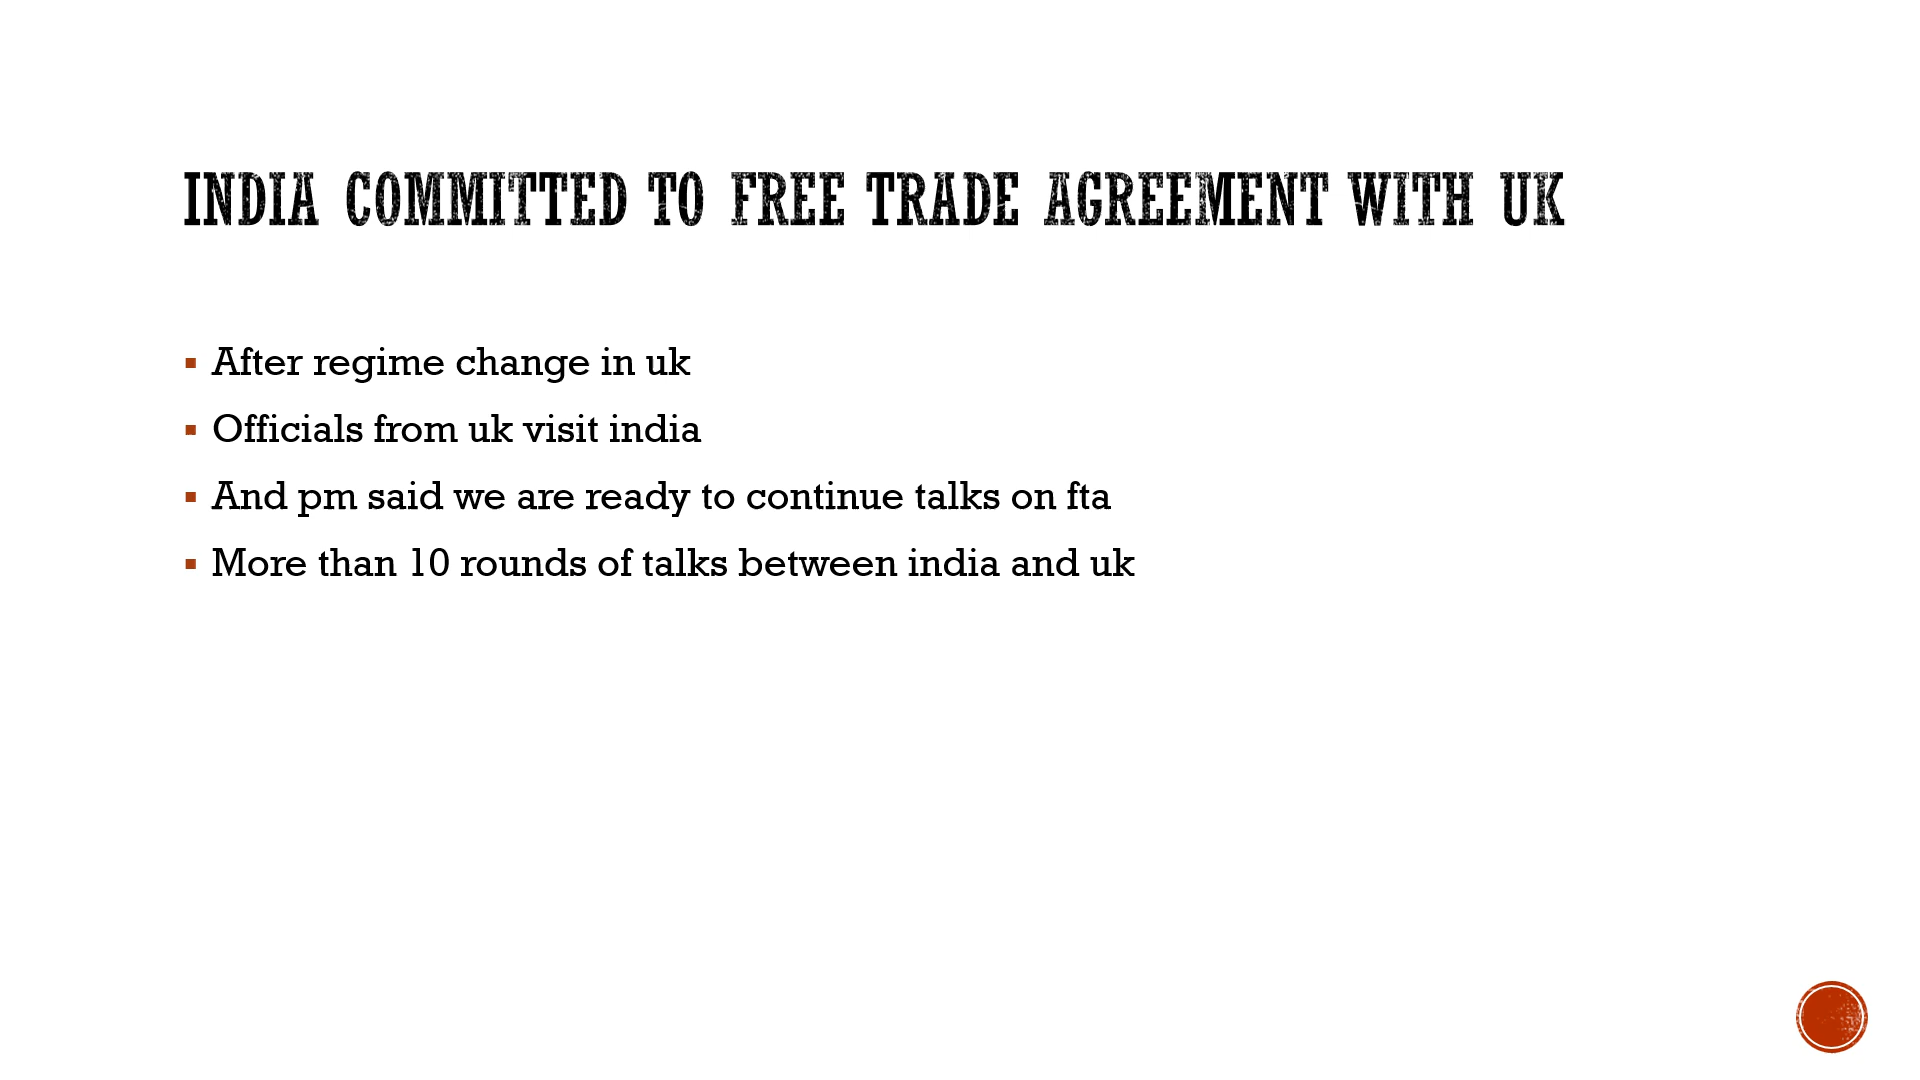 INDIA COMMITTED TO FREE TRADE AGREEMENT WITH UK
After regime change in uk
Officials from uk visit india
And pm said we are ready to continue talks on fta
More than 10 rounds of talks between india and uk